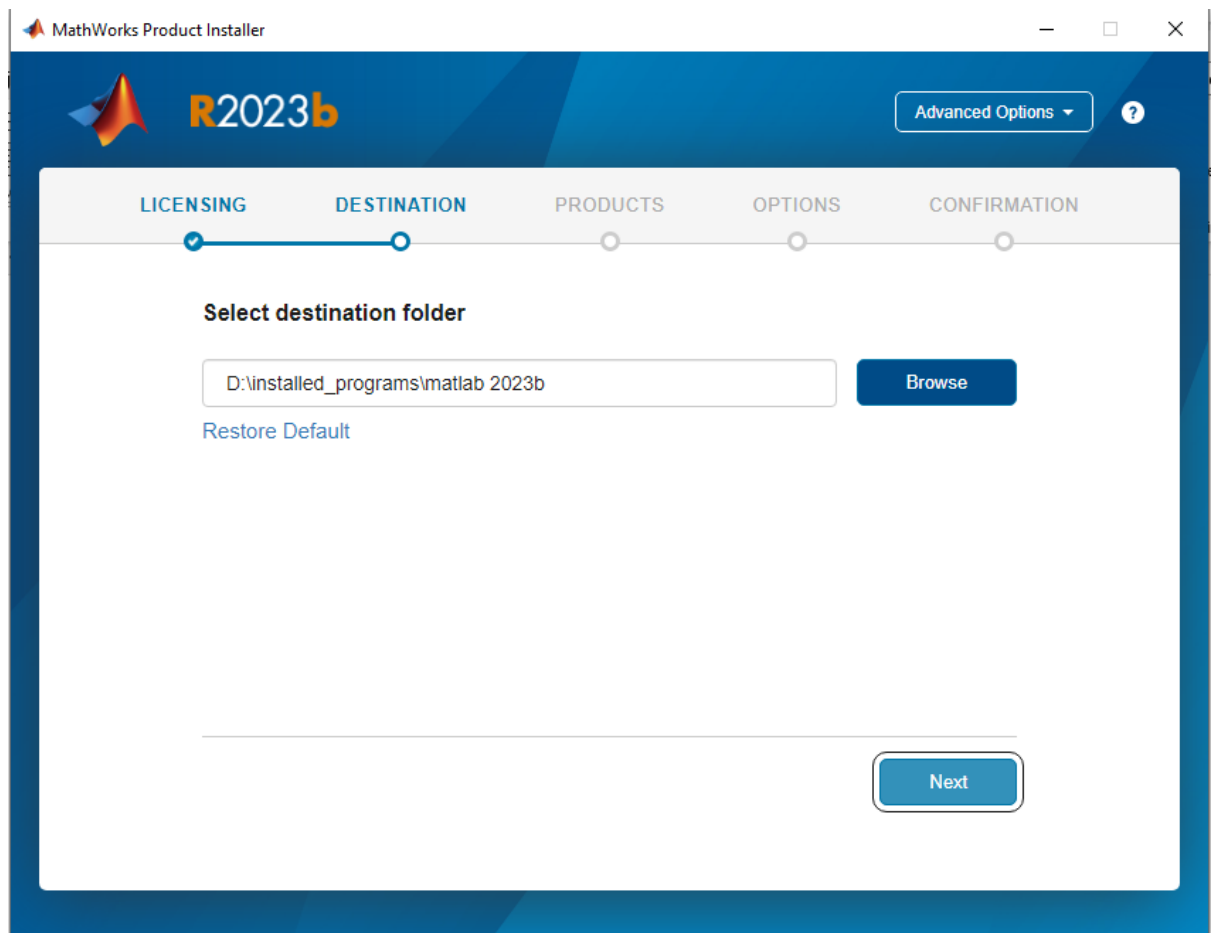 MathWorks Product Installer
R2023b
Advanced Options
?
LICENSING DESTINATION PRODUCTS OPTIONS CONFIRMATION
Select destination folder
D:\installed_programs\matlab 2023b
Browse
Restore Default
Next